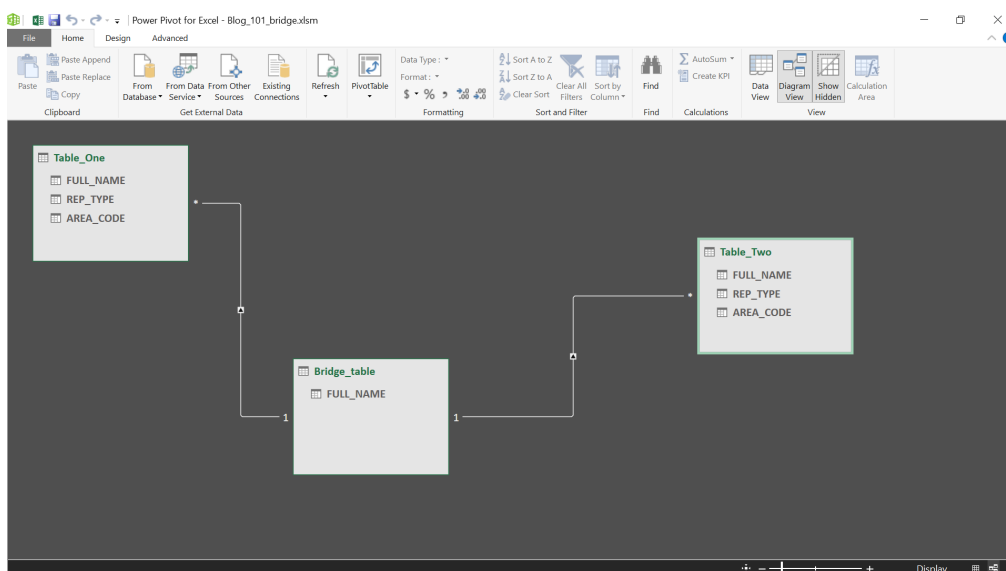 Power Pivot for Excel - Blog_101_bridge.xlsm
File Home Design Advanced
Paste
Paste Append
Paste Replace
Copy
Clipboard
From Database
From Data Service
From Other Sources
Existing Connections
Get External Data
Refresh
PivotTable
Data Type :
Format :
$ % , .00 .00
Formatting
Sort A to Z
Sort Z to A
Clear Sort
Clear All Filters
Sort by Column
Sort and Filter
Find
Find
AutoSum
Create KPI
Calculations
Data View
Diagram View
Show Hidden
Calculation Area
View
Table_One
FULL_NAME
REP_TYPE
AREA_CODE
*
Table_Two
FULL_NAME
REP_TYPE
AREA_CODE
*
Bridge_table
FULL_NAME
1
1
Display